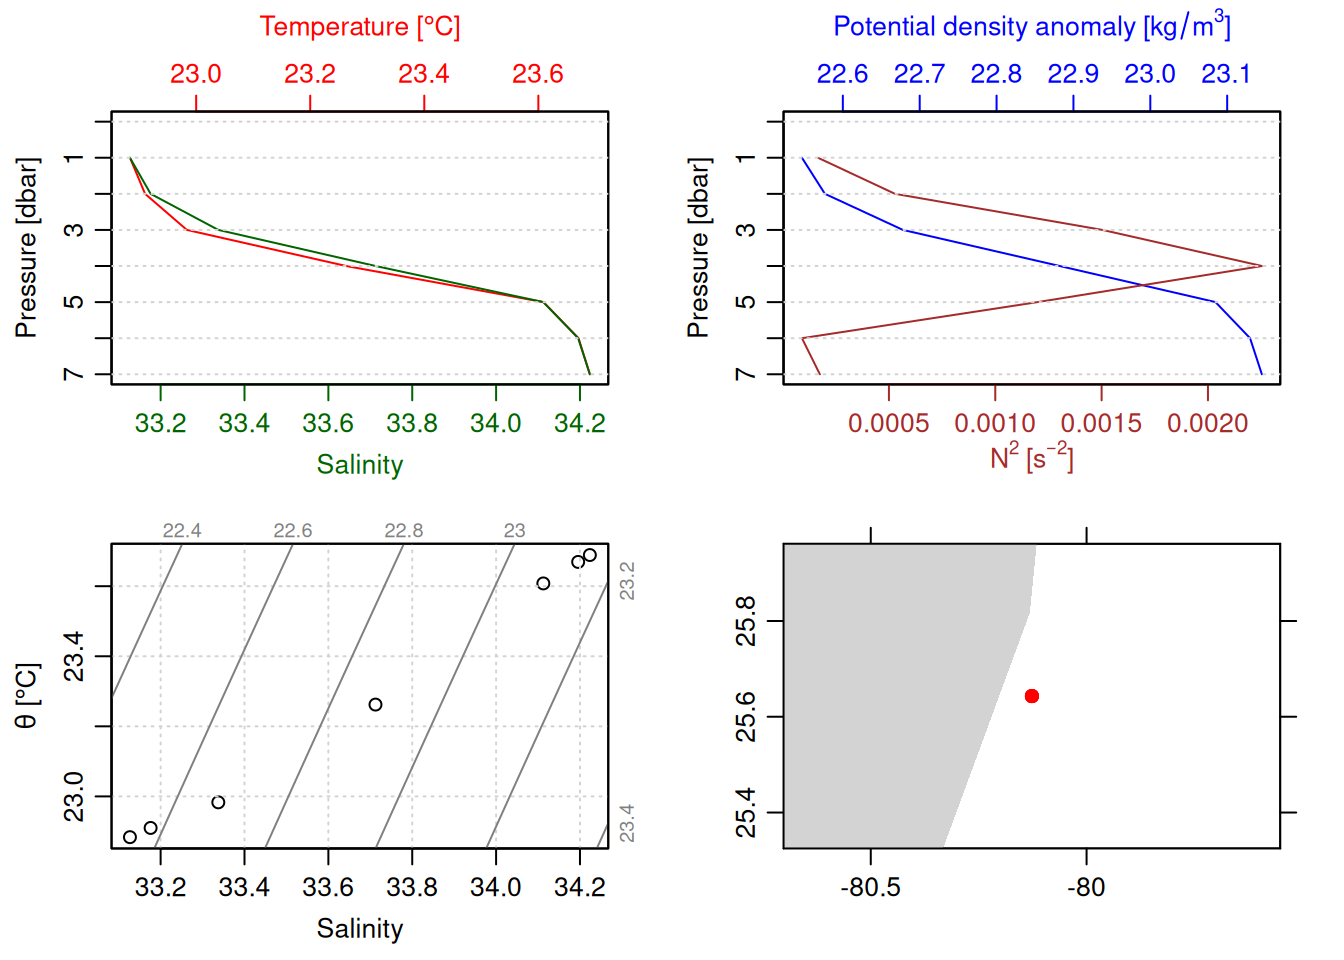 Temperature [°C]
23.0 23.2 23.4 23.6
Pressure [dbar]
1
3
5
7
33.2 33.4 33.6 33.8 34.0 34.2
Salinity
Potential density anomaly [kg/m³]
22.6 22.7 22.8 22.9 23.0 23.1
Pressure [dbar]
1
3
5
7
0.0005 0.0010 0.0015 0.0020
N² [s⁻²]
22.4 22.6 22.8 23
23.2
23.4
θ [°C]
23.4
23.0
33.2 33.4 33.6 33.8 34.0 34.2
Salinity
25.8
25.6
25.4
-80.5 -80